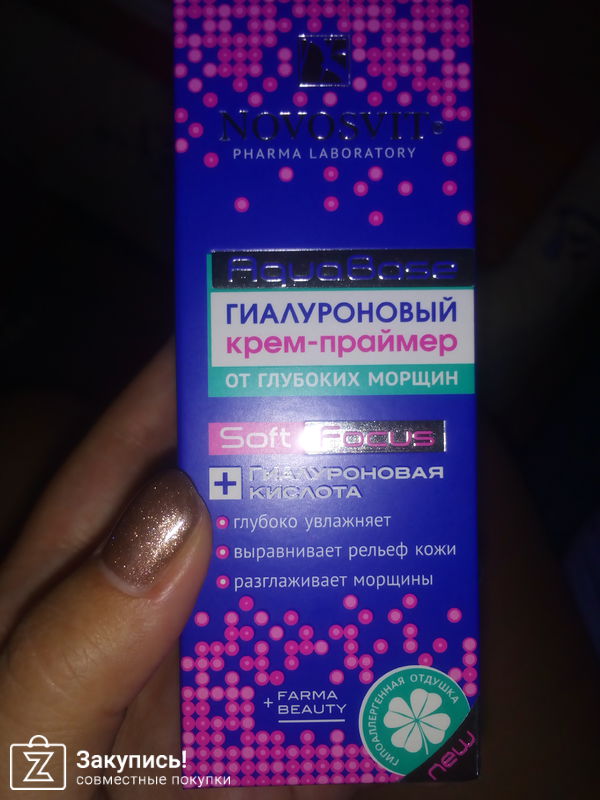 NOVOSVIT®
PHARMA LABORATORY
AquaBase
ГИАЛУРОНОВЫЙ
крем-праймер
ОТ ГЛУБОКИХ МОРЩИН
Soft Focus
+ ГИАЛУРОНОВАЯ
КИСЛОТА
глубоко увлажняет
выравнивает рельеф кожи
разглаживает морщины
+ FARMA
BEAUTY
ГИПОАЛЛЕРГЕННАЯ ОТДУШКА
new
Закупись!
совместные покупки